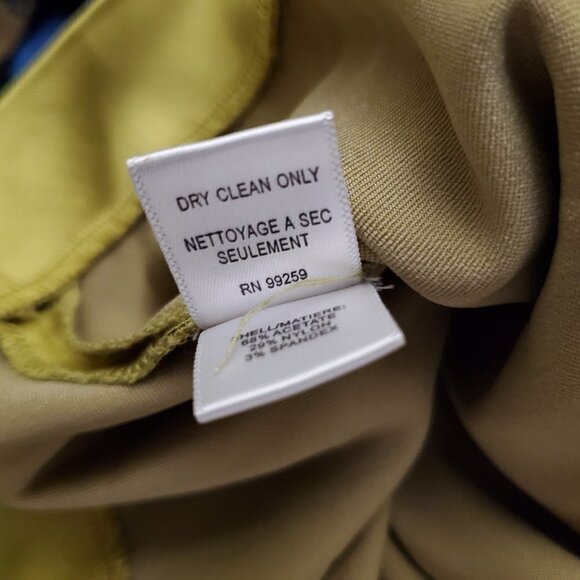 DRY CLEAN ONLY
NETTOYAGE A SEC
SEULEMENT
RN 99259
SHELL/MATIERE:
68% ACETATE
29% NYLON
3% SPANDEX